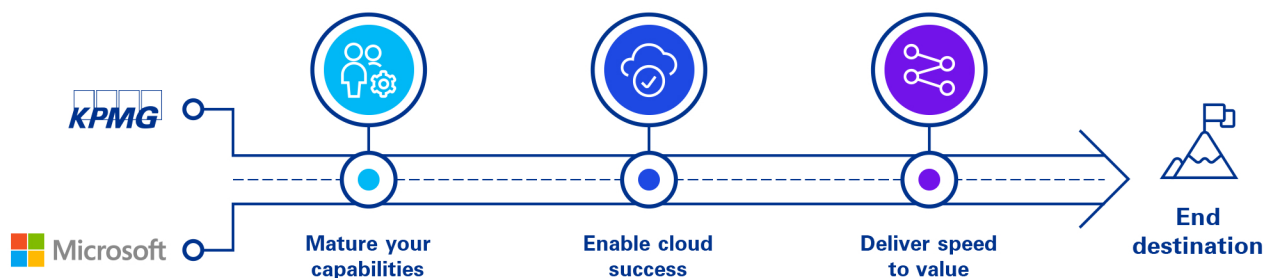 KPMG
Microsoft
Mature your
capabilities
Enable cloud
success
Deliver speed
to value
End
destination